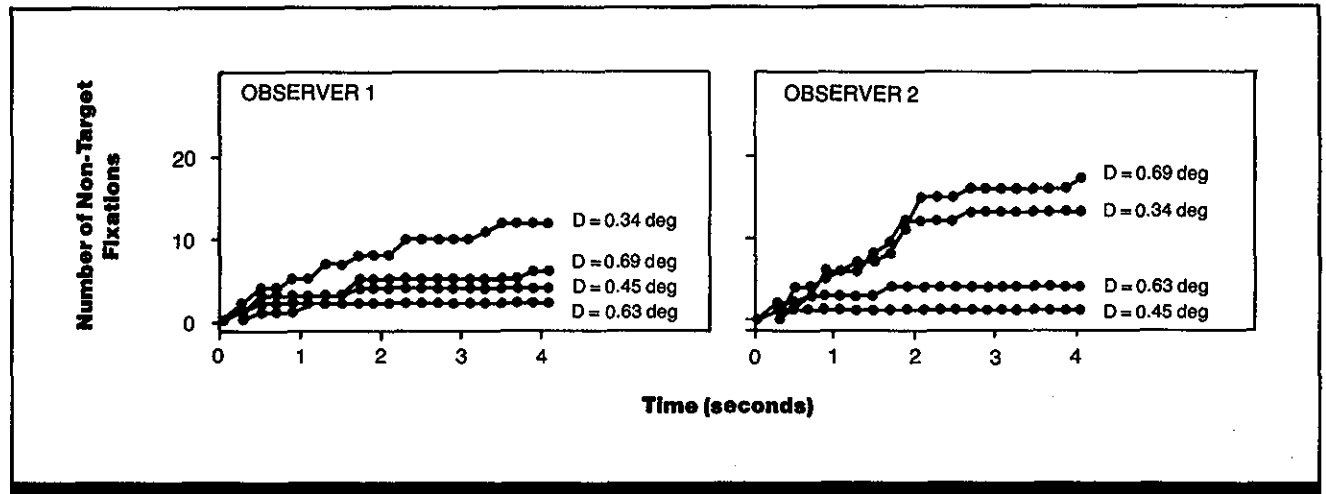 Number of Non-Target
Fixations
OBSERVER 1
20
10
0
D = 0.34 deg
D = 0.69 deg
D = 0.45 deg
D = 0.63 deg
0 1 2 3 4
OBSERVER 2
D = 0.69 deg
D = 0.34 deg
D = 0.63 deg
D = 0.45 deg
0 1 2 3 4
Time (seconds)